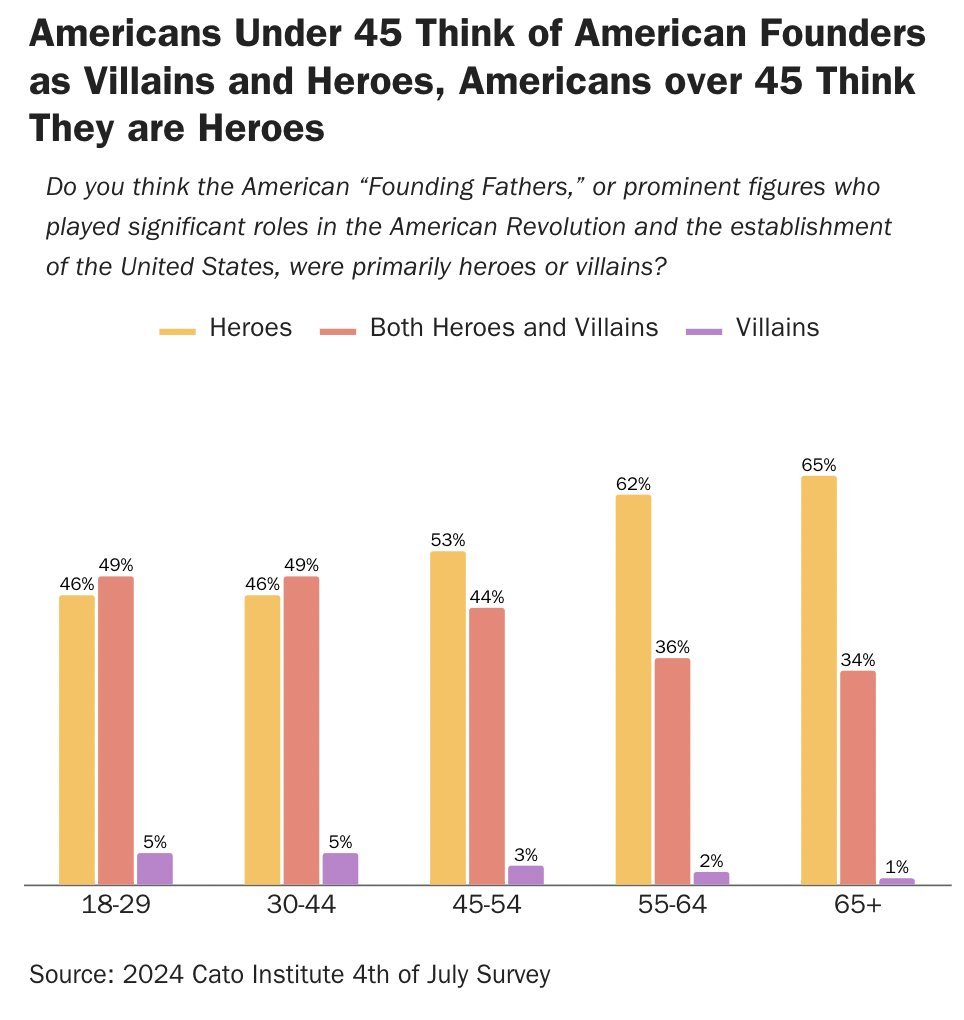 Americans Under 45 Think of American Founders
as Villains and Heroes, Americans over 45 Think
They are Heroes
Do you think the American “Founding Fathers,” or prominent figures who
played significant roles in the American Revolution and the establishment
of the United States, were primarily heroes or villains?
Heroes Both Heroes and Villains Villains
46% 49% 5%
46% 49% 5%
53% 44% 3%
62% 36% 2%
65% 34% 1%
18-29 30-44 45-54 55-64 65+
Source: 2024 Cato Institute 4th of July Survey